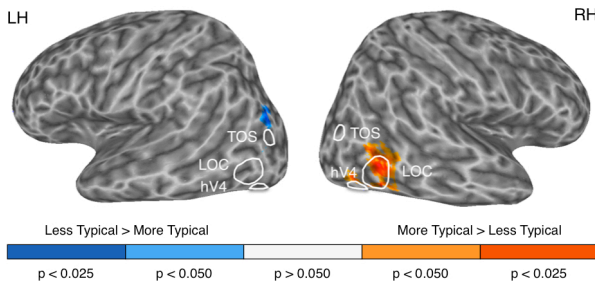 LH
RH
TOS
LOC
hV4
TOS
hV4
LOC
Less Typical > More Typical
More Typical > Less Typical
p < 0.025
p < 0.050
p > 0.050
p < 0.050
p < 0.025